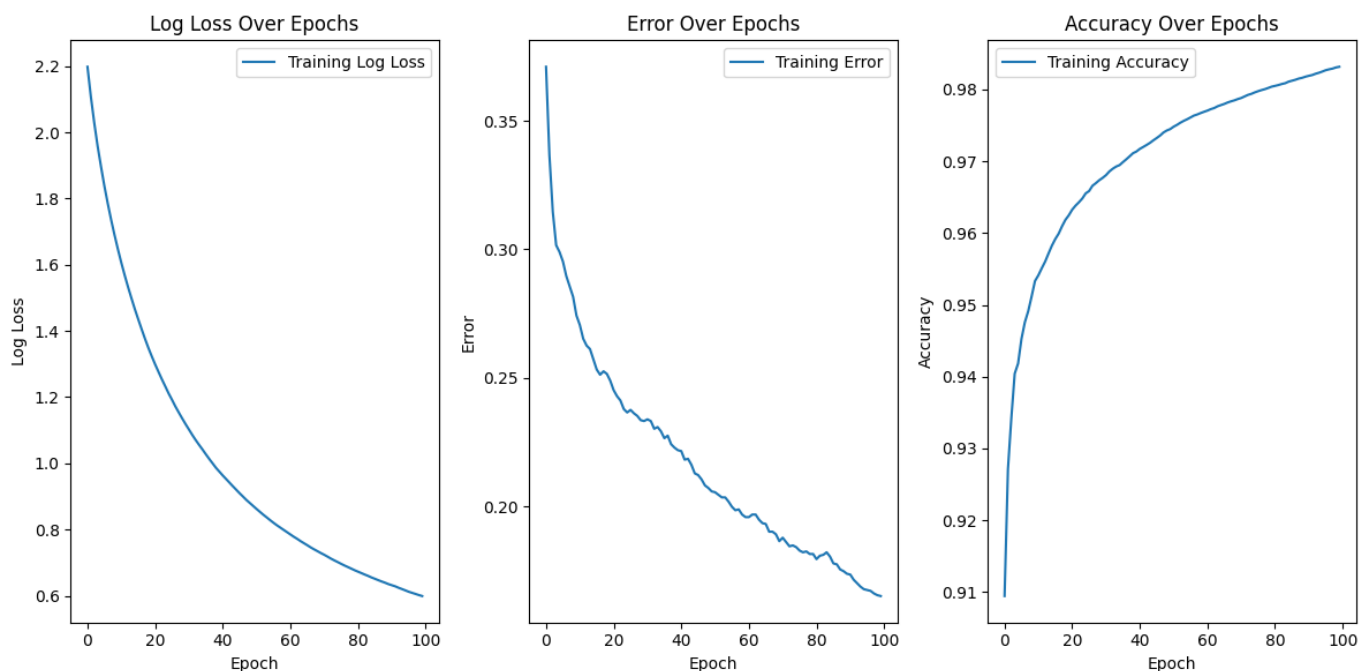 Log Loss Over Epochs
Training Log Loss
2.2
2.0
1.8
1.6
1.4
1.2
1.0
0.8
0.6
Log Loss
0 20 40 60 80 100
Epoch
Error Over Epochs
Training Error
0.35
0.30
0.25
0.20
Error
0 20 40 60 80 100
Epoch
Accuracy Over Epochs
Training Accuracy
0.98
0.97
0.96
0.95
0.94
0.93
0.92
0.91
Accuracy
0 20 40 60 80 100
Epoch